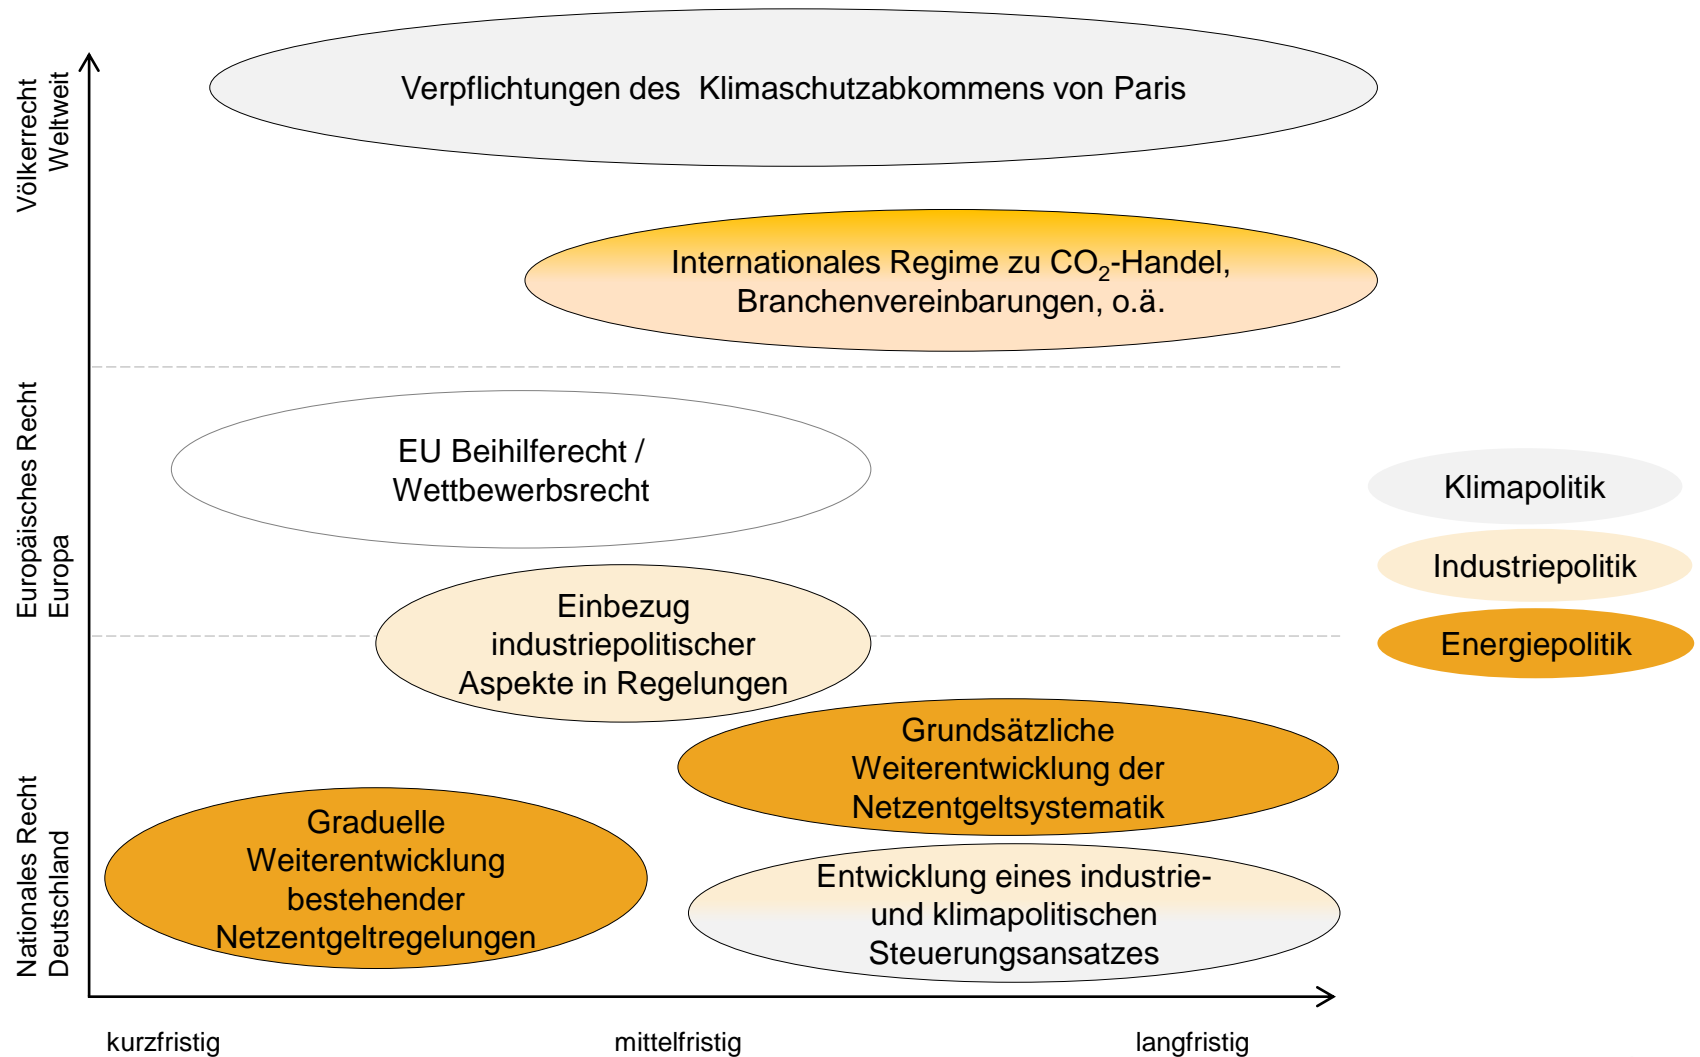 Völkerrecht
Weltweit
Verpflichtungen des  Klimaschutzabkommens von Paris
Internationales Regime zu CO₂-Handel,
Branchenvereinbarungen, o.ä.
Europäisches Recht
Europa
EU Beihilferecht /
Wettbewerbsrecht
Einbezug
industriepolitischer
Aspekte in Regelungen
Klimapolitik
Industriepolitik
Energiepolitik
Nationales Recht
Deutschland
Grundsätzliche
Weiterentwicklung der
Netzentgeltsystematik
Graduelle
Weiterentwicklung
bestehender
Netzentgeltregelungen
Entwicklung eines industrie-
und klimapolitischen
Steuerungsansatzes
kurzfristig
mittelfristig
langfristig